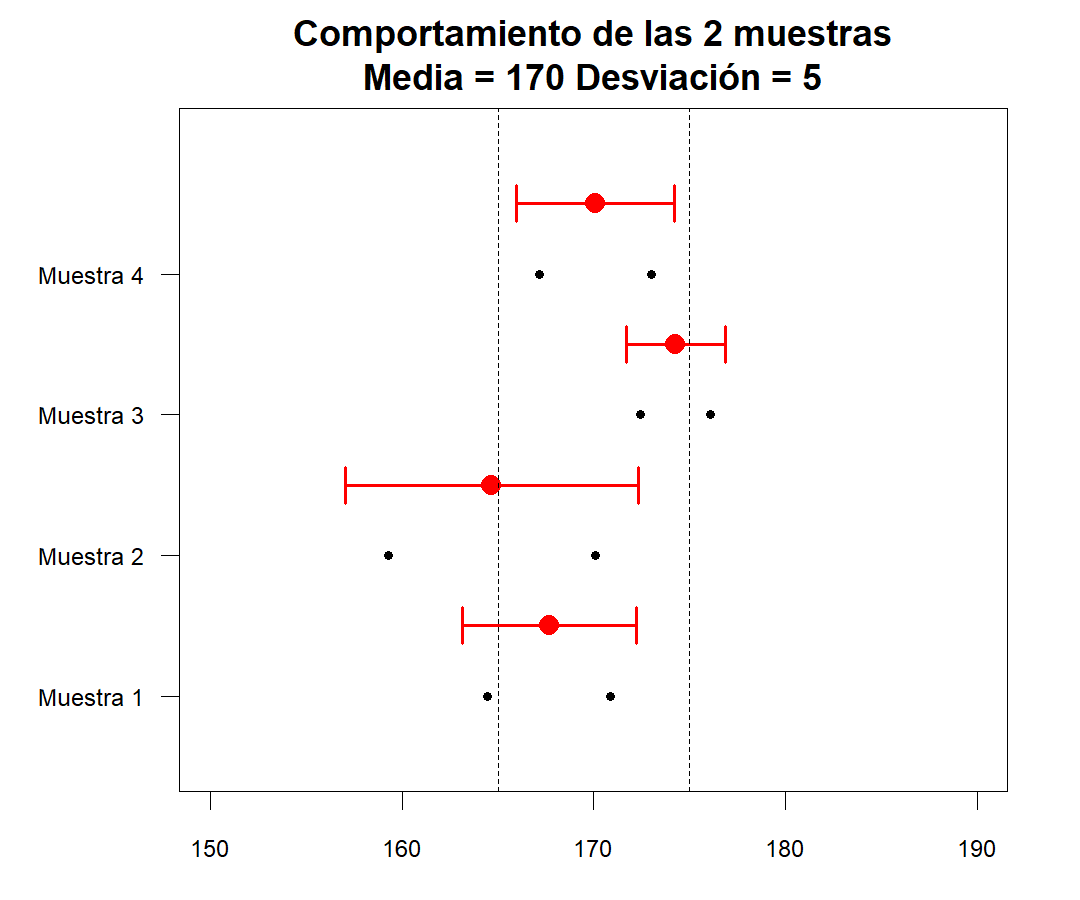 Comportamiento de las 2 muestras
Media = 170 Desviación = 5
Muestra 4
Muestra 3
Muestra 2
Muestra 1
150 160 170 180 190